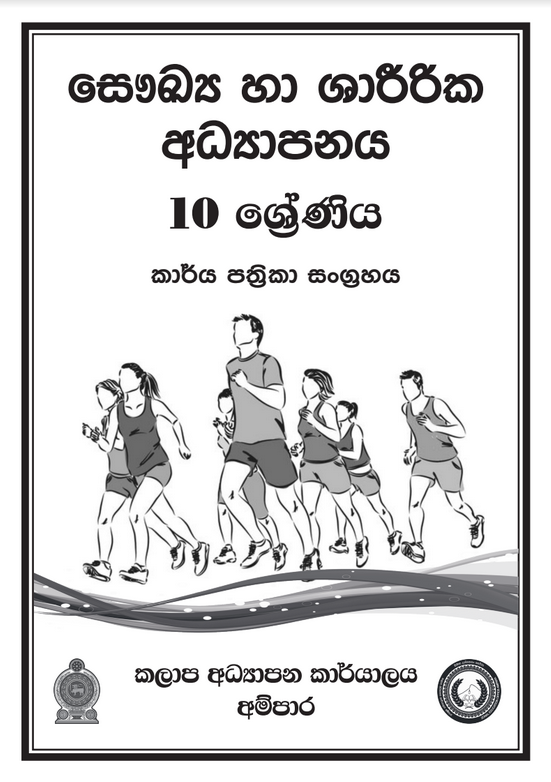 සෞඛ්‍ය හා ශාරීරික
අධ්‍යාපනය
10 ශ්‍රේණිය
කාර්ය පත්‍රිකා සංග්‍රහය
කලාප අධ්‍යාපන කාර්යාලය
අම්පාර